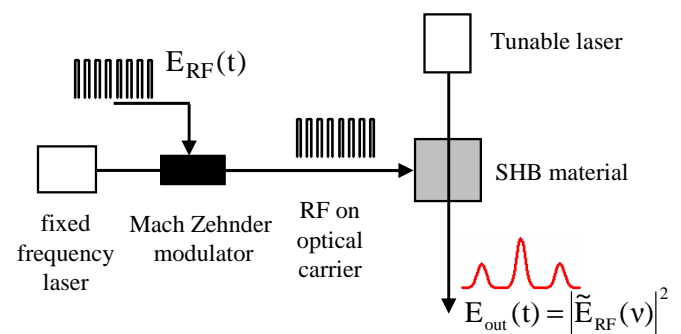 E_RF(t)
Tunable laser
fixed
frequency
laser
Mach Zehnder
modulator
RF on
optical
carrier
SHB material
E_out(t) = |Ẽ_RF(ν)|²